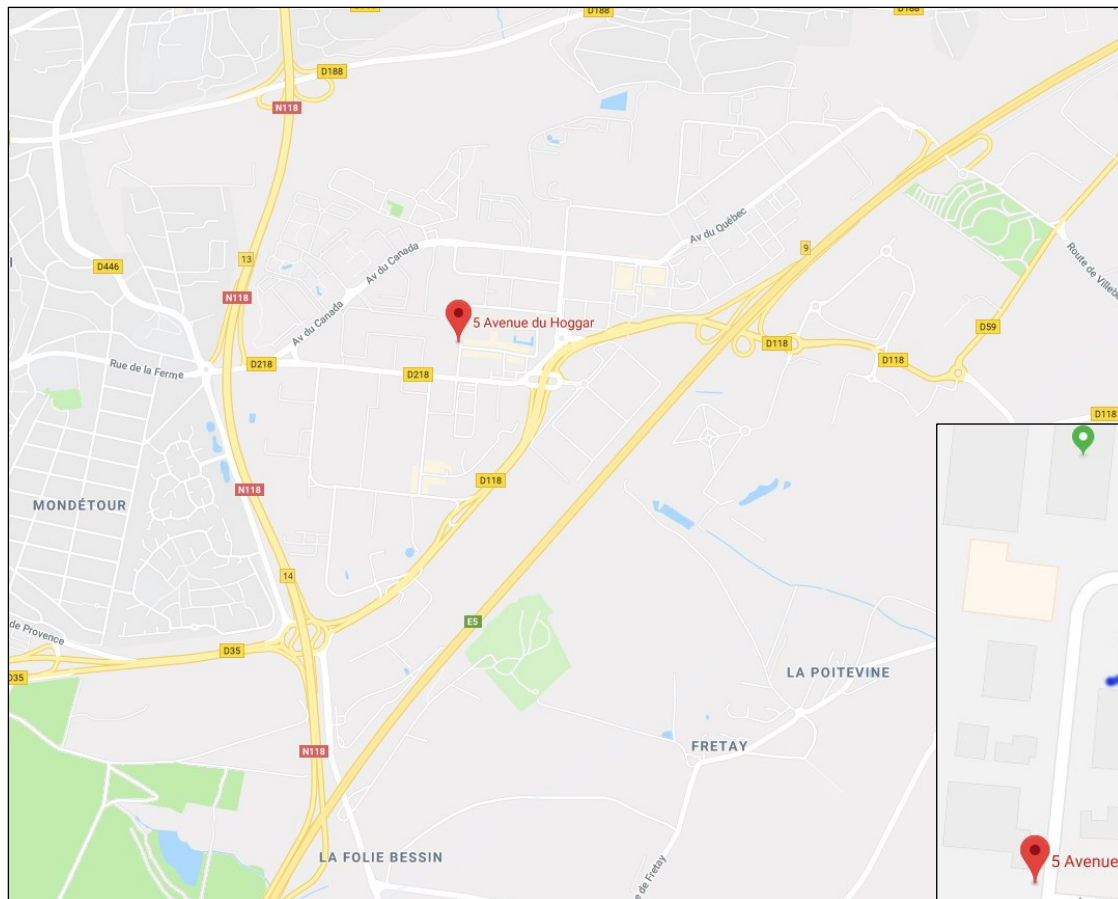 D188
D188
D188
N118
D446
13
N118
Av du Canada
Av du Canada
Av du Québec
9
Route de Villeb
D59
5 Avenue du Hoggar
Rue de la Ferme
D218
D218
D118
D118
D118
D118
N118
MONDÉTOUR
14
E5
de Provence
D35
D35
LA POITEVINE
FRETAY
N118
LA FOLIE BESSIN
e de Fretay
5 Avenue